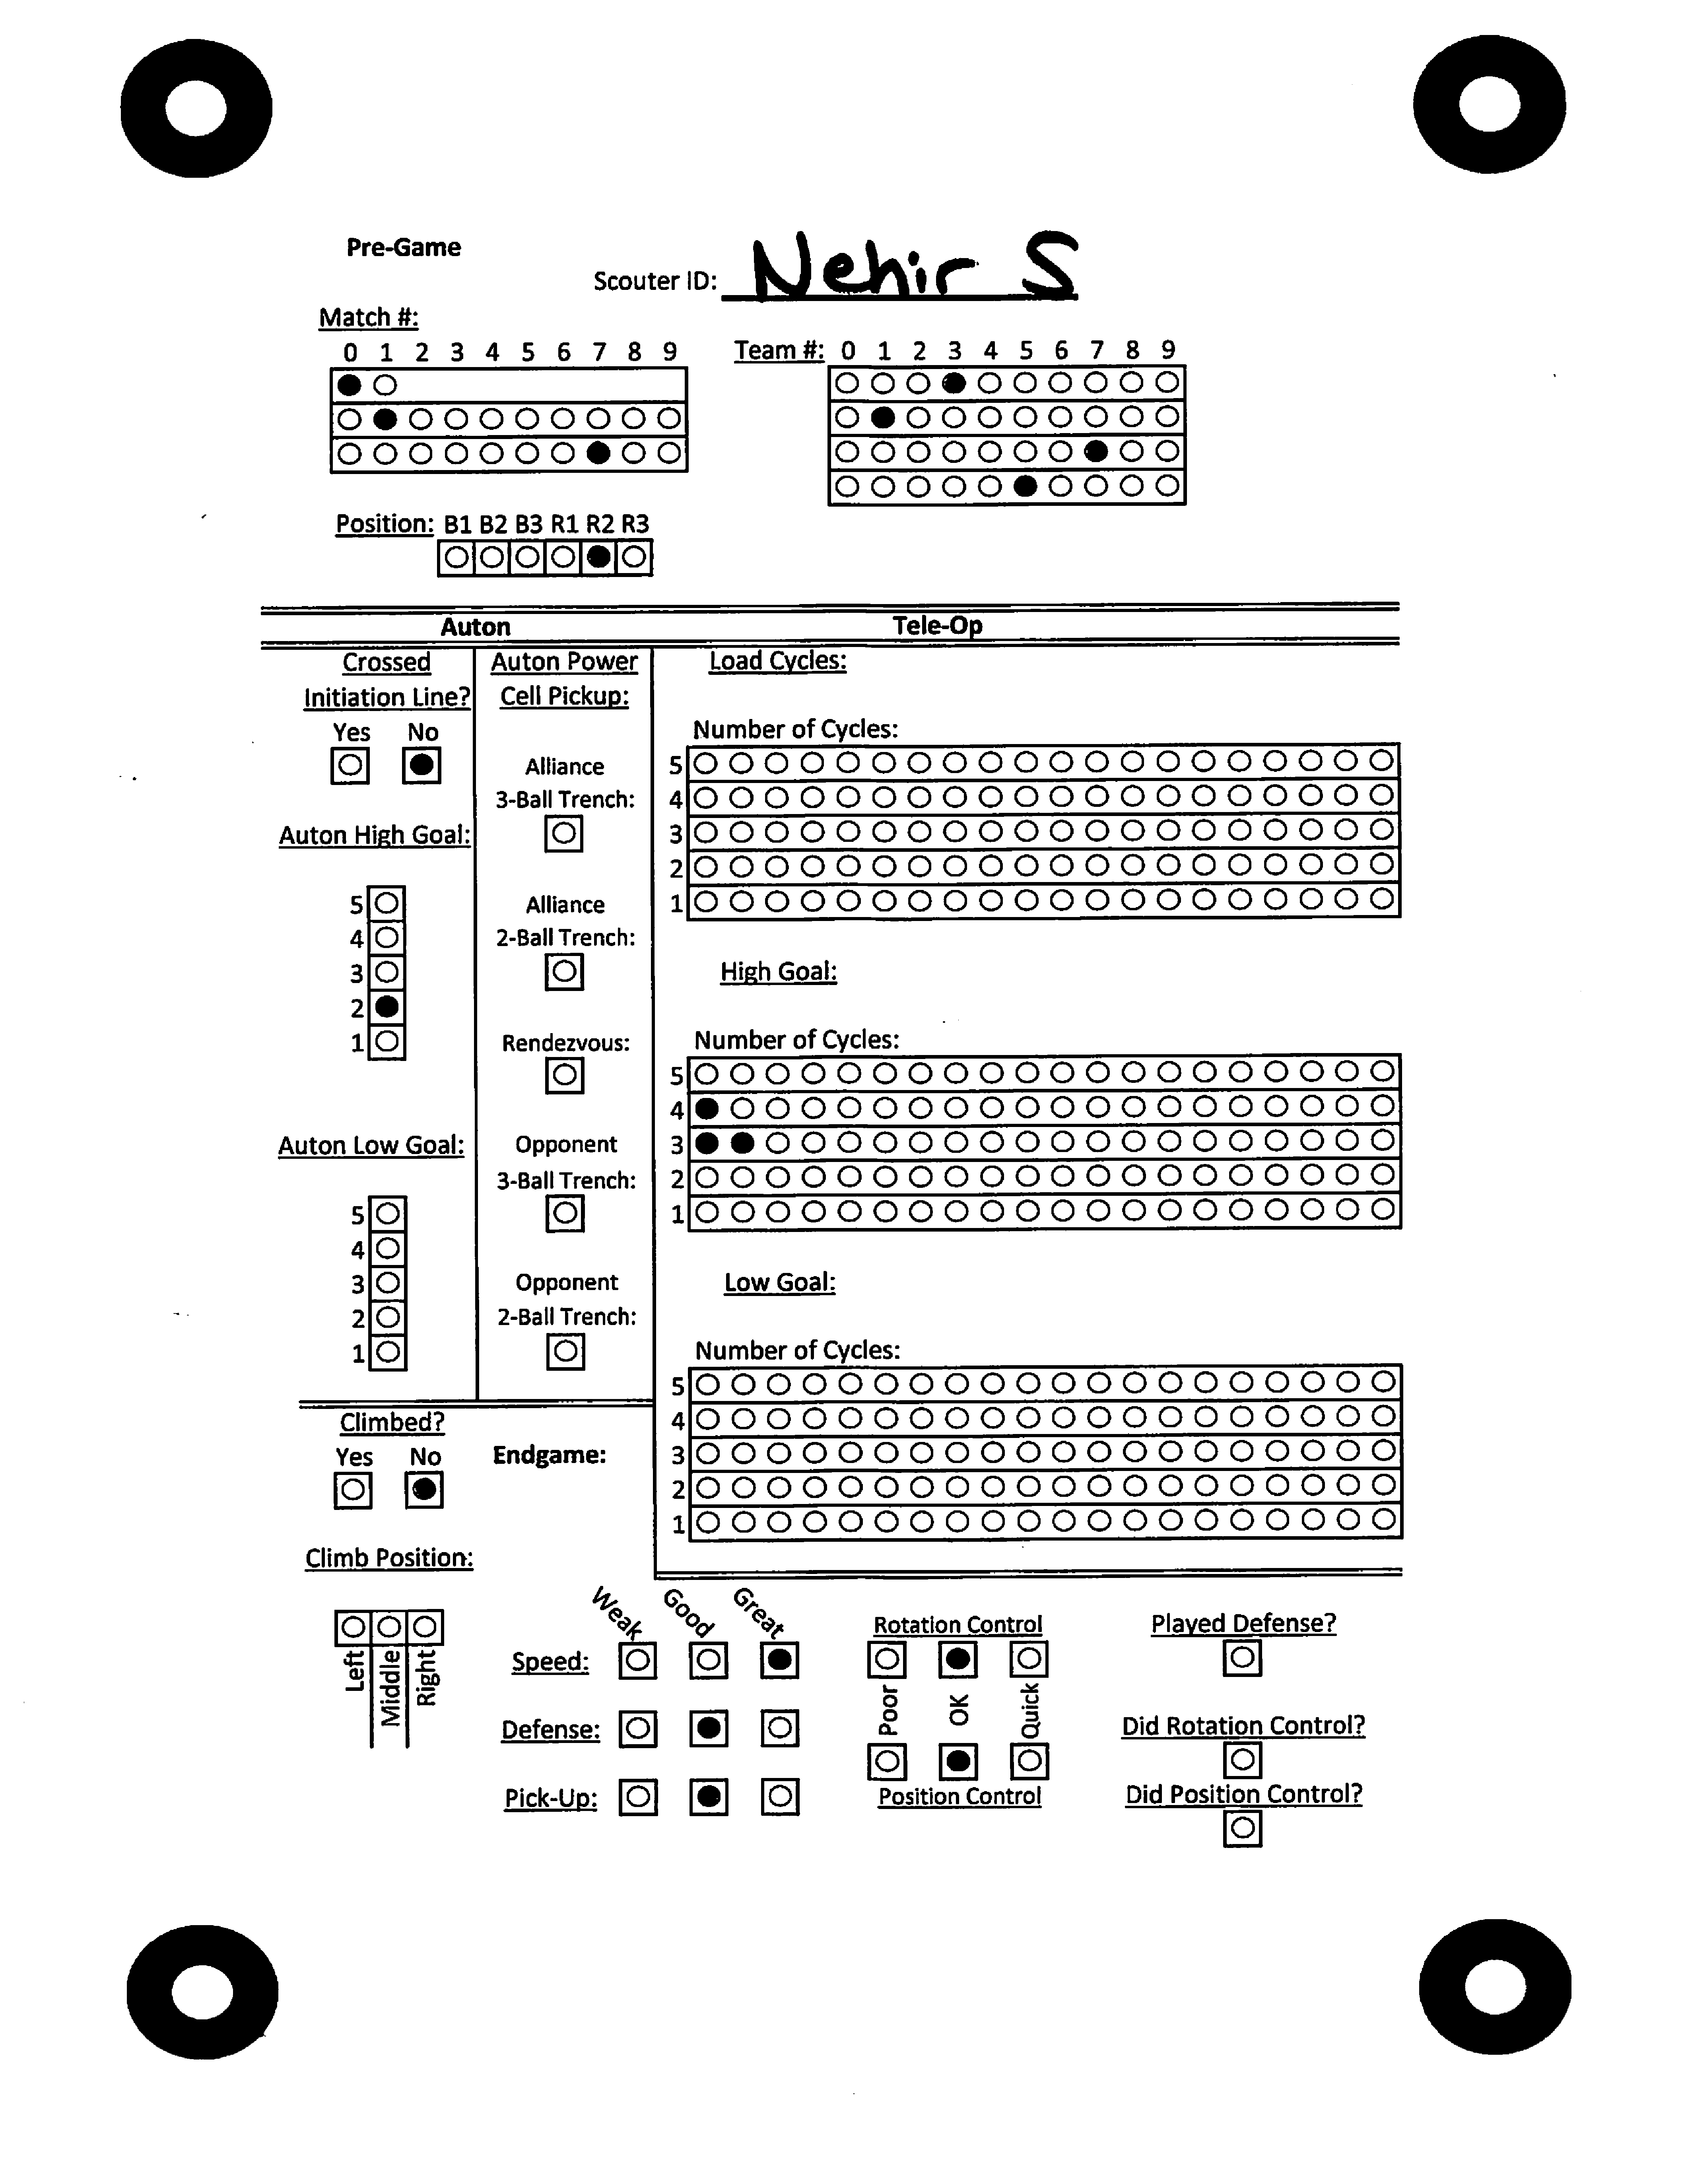 Pre-Game
Scouter ID: Nehir S
Match #:
0 1 2 3 4 5 6 7 8 9
Team #: 0 1 2 3 4 5 6 7 8 9
Position: B1 B2 B3 R1 R2 R3
Auton
Tele-Op
Crossed
Initiation Line?
Yes No
Auton High Goal:
5
4
3
2
1
Auton Low Goal:
5
4
3
2
1
Auton Power
Cell Pickup:
Alliance
3-Ball Trench:
Alliance
2-Ball Trench:
Rendezvous:
Opponent
3-Ball Trench:
Opponent
2-Ball Trench:
Load Cycles:
Number of Cycles:
5
4
3
2
1
High Goal:
Number of Cycles:
5
4
3
2
1
Low Goal:
Number of Cycles:
5
4
3
2
1
Climbed?
Yes No
Endgame:
Climb Position:
Left
Middle
Right
Weak
Good
Great
Speed:
Defense:
Pick-Up:
Rotation Control
Poor
OK
Quick
Position Control
Played Defense?
Did Rotation Control?
Did Position Control?